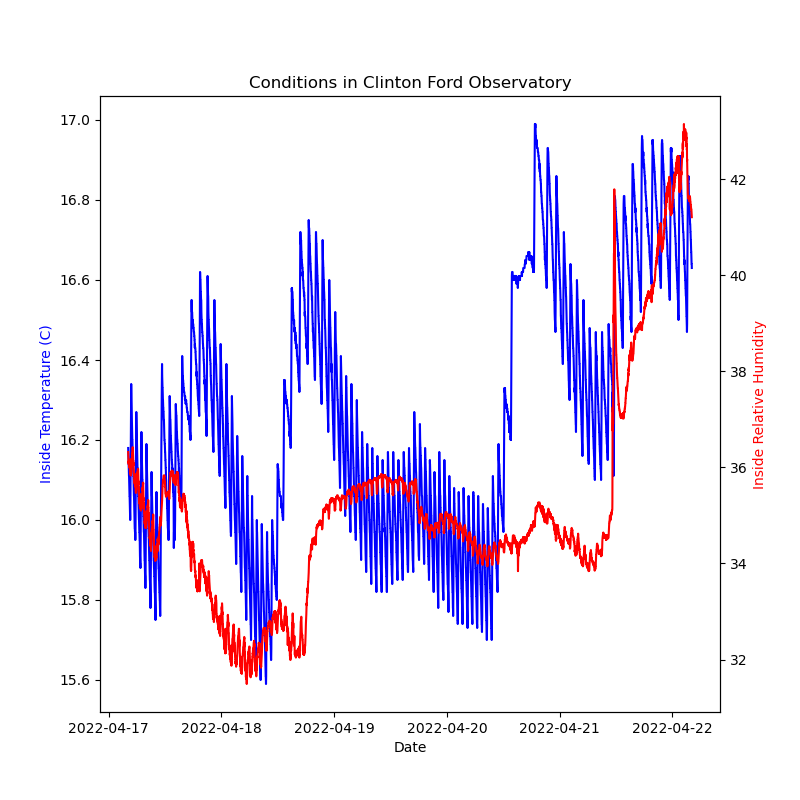 Conditions in Clinton Ford Observatory
17.0
16.8
16.6
16.4
16.2
16.0
15.8
15.6
Inside Temperature (C)
42
40
38
36
34
32
Inside Relative Humidity
2022-04-17 2022-04-18 2022-04-19 2022-04-20 2022-04-21 2022-04-22
Date